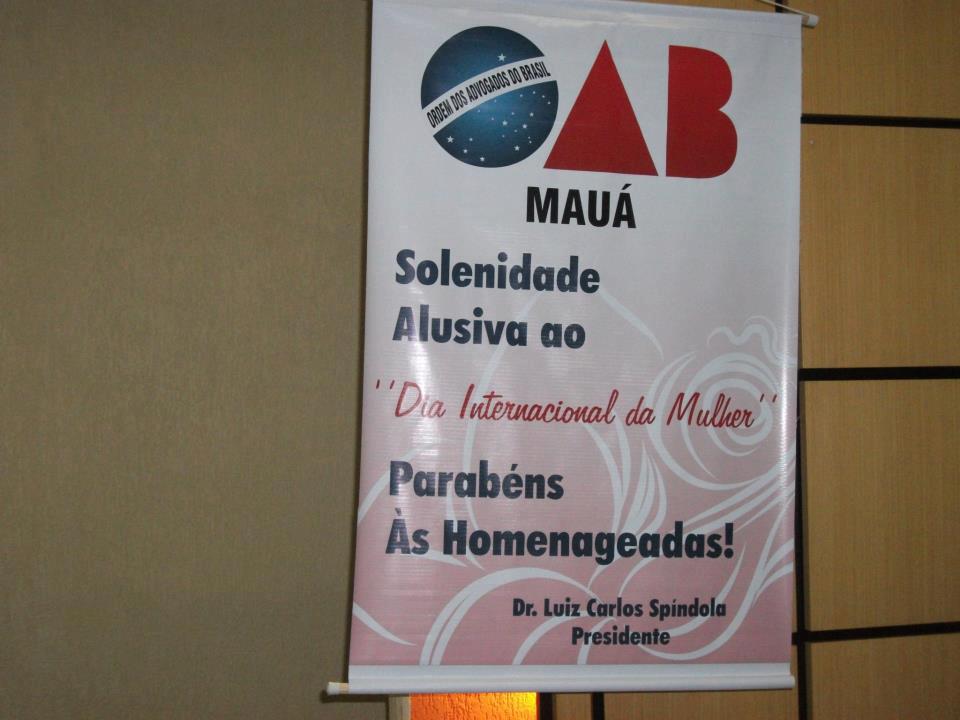 ORDEM DOS ADVOGADOS DO BRASIL
OAB
MAUÁ
Solenidade
Alusiva ao
''Dia Internacional da Mulher''
Parabéns
Às Homenageadas!
Dr. Luiz Carlos Spíndola
Presidente